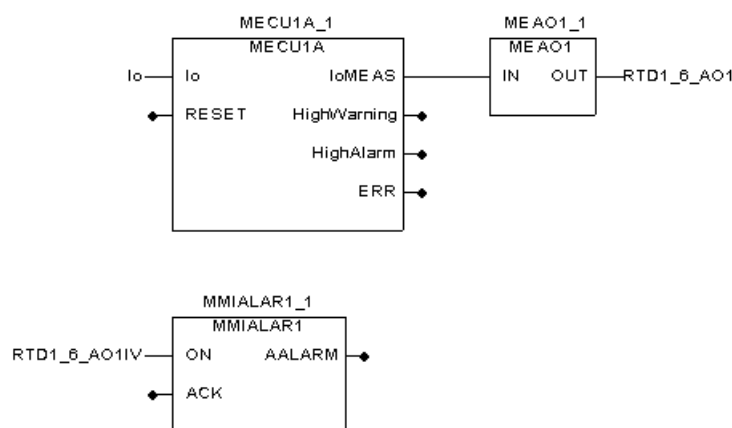 MECU1A_1 MEAO1_1
MECU1A MEAO1
Io Io IoMEAS IN OUT RTD1_6_AO1
RESET HighWarning
HighAlarm
ERR
MMIALAR1_1
MMIALAR1
RTD1_6_AO1IV ON AALARM
ACK